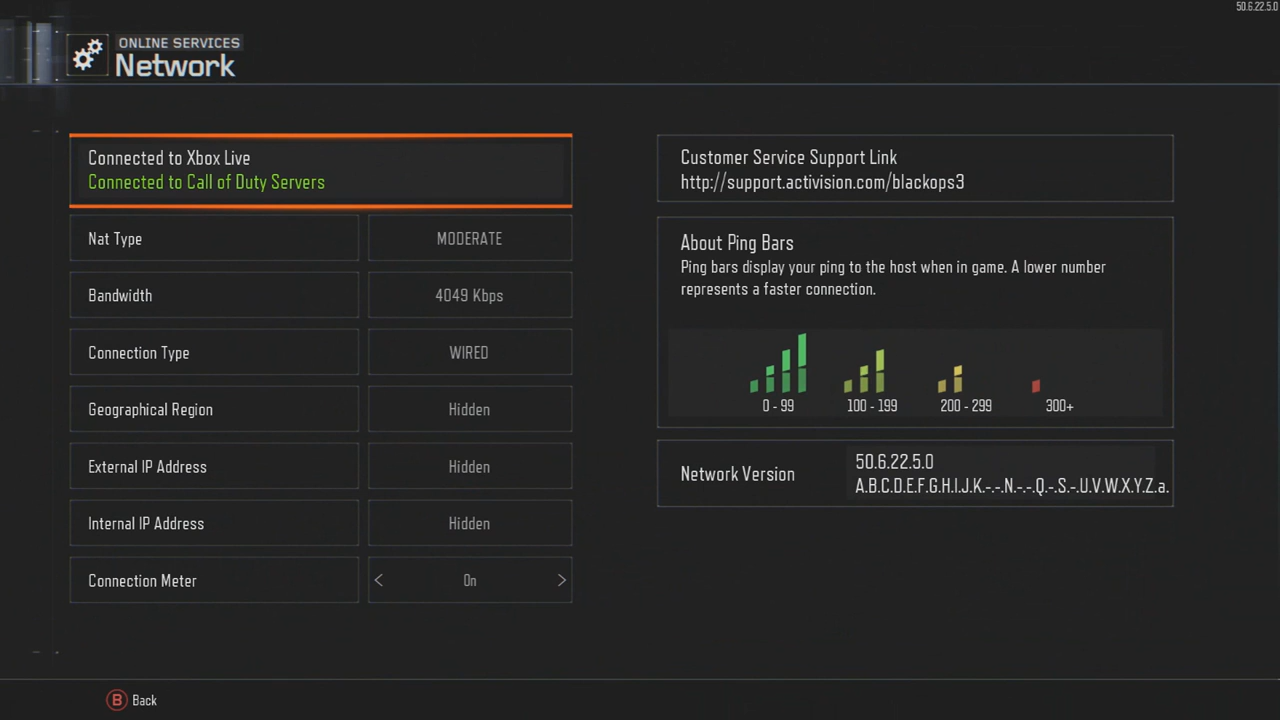 50.6.22.5.0
ONLINE SERVICES
Network
Connected to Xbox Live
Connected to Call of Duty Servers
Nat Type MODERATE
Bandwidth 4049 Kbps
Connection Type WIRED
Geographical Region Hidden
External IP Address Hidden
Internal IP Address Hidden
Connection Meter < On >
Customer Service Support Link
http://support.activision.com/blackops3
About Ping Bars
Ping bars display your ping to the host when in game. A lower number
represents a faster connection.
0 - 99 100 - 199 200 - 299 300+
Network Version
50.6.22.5.0
A.B.C.D.E.F.G.H.I.J.K.-.-.N.-.-.Q.-.S.-.U.V.W.X.Y.Z.a.
B Back